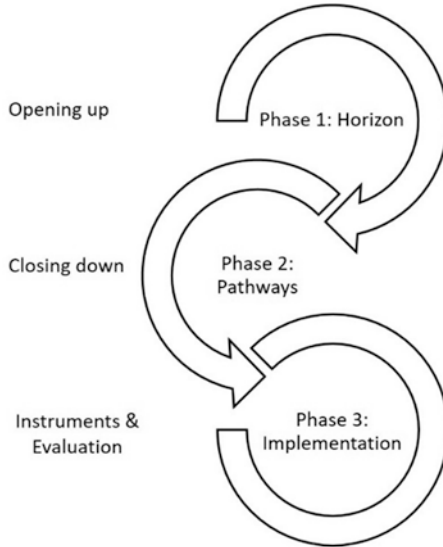 Opening up
Phase 1: Horizon
Closing down
Phase 2:
Pathways
Instruments &
Evaluation
Phase 3:
Implementation